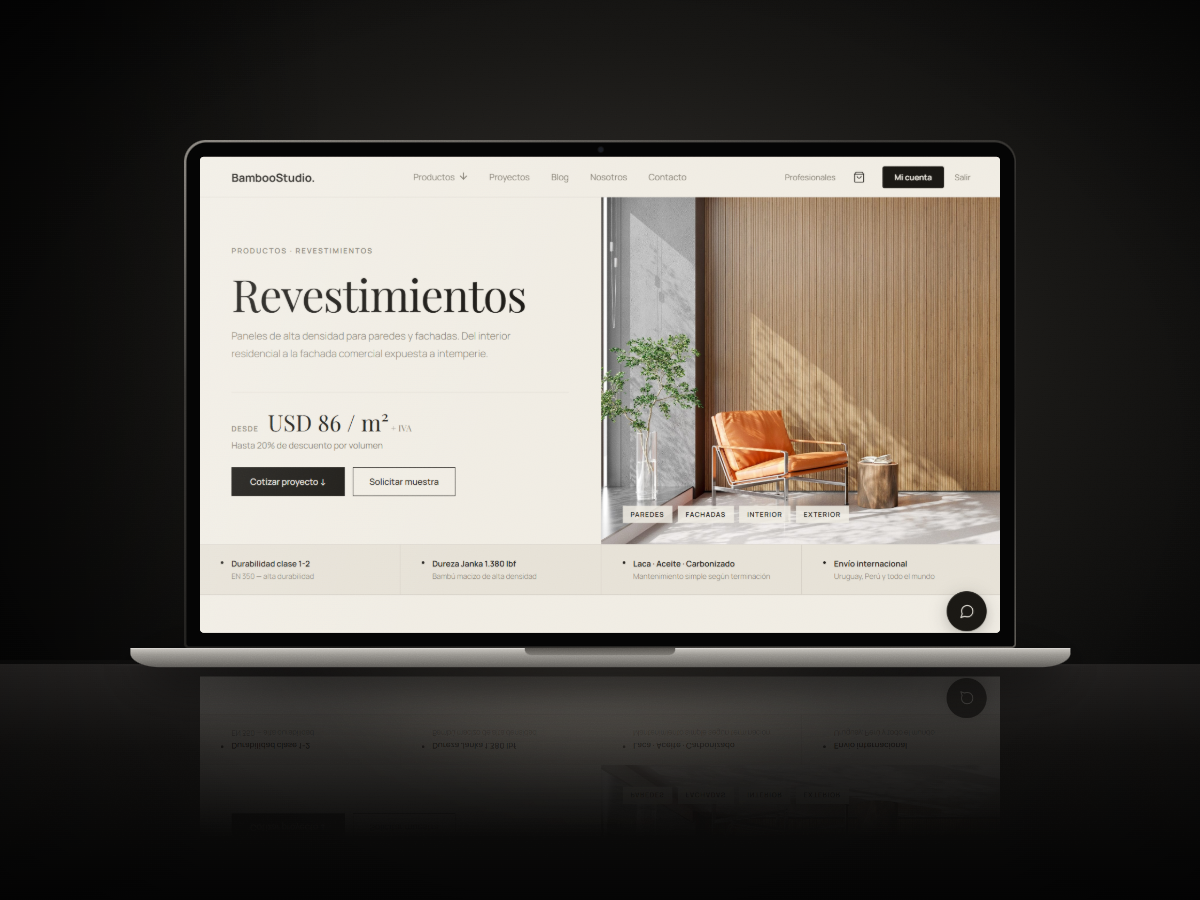 BambooStudio.
Productos Proyectos Blog Nosotros Contacto
Profesionales Mi cuenta Salir
PRODUCTOS · REVESTIMIENTOS
Revestimientos
Paneles de alta densidad para paredes y fachadas. Del interior
residencial a la fachada comercial expuesta a intemperie.
DESDE USD 86 / m² + IVA
Hasta 20% de descuento por volumen
Cotizar proyecto ↓ Solicitar muestra
PAREDES FACHADAS INTERIOR EXTERIOR
• Durabilidad clase 1-2
EN 350 — alta durabilidad
• Dureza Janka 1.380 lbf
Bambú macizo de alta densidad
• Laca · Aceite · Carbonizado
Mantenimiento simple según terminación
• Envío internacional
Uruguay, Perú y todo el mundo